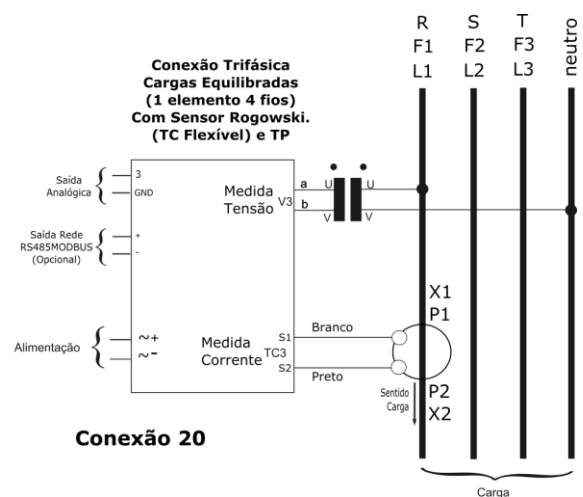 R S T
F1 F2 F3
L1 L2 L3
neutro
Conexão Trifásica
Cargas Equilibradas
(1 elemento 4 fios)
Com Sensor Rogowski.
(TC Flexível) e TP
Saída
Analógica
3
GND
Medida
Tensão
V3
a
b
U
V
U
V
Saída Rede
RS485MODBUS
(Opcional)
+
-
Alimentação
~+
~-
Medida
Corrente
TC3
S1
S2
Branco
Preto
X1
P1
P2
X2
Sentido
Carga
Conexão 20
Carga